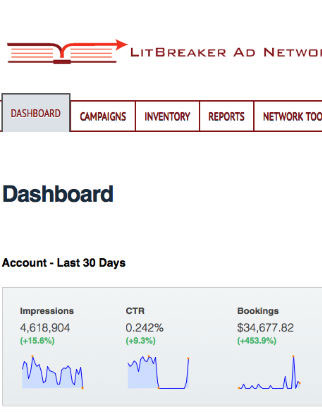 LITBREAKER AD NETWO
DASHBOARD CAMPAIGNS INVENTORY REPORTS NETWORK TOO
Dashboard
Account - Last 30 Days
Impressions CTR Bookings
4,618,904 0.242% $34,677.82
(+15.6%) (+9.3%) (+453.9%)